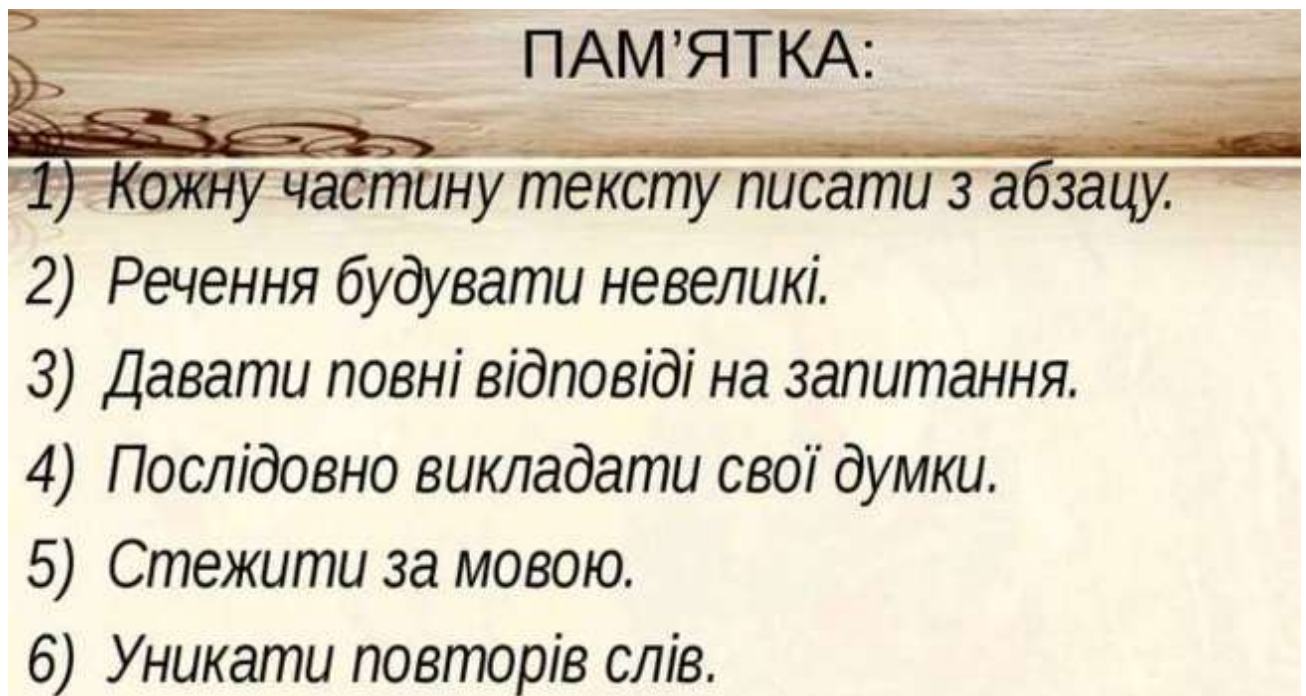 ПАМ’ЯТКА:
1) Кожну частину тексту писати з абзацу.
2) Речення будувати невеликі.
3) Давати повні відповіді на запитання.
4) Послідовно викладати свої думки.
5) Стежити за мовою.
6) Уникати повторів слів.